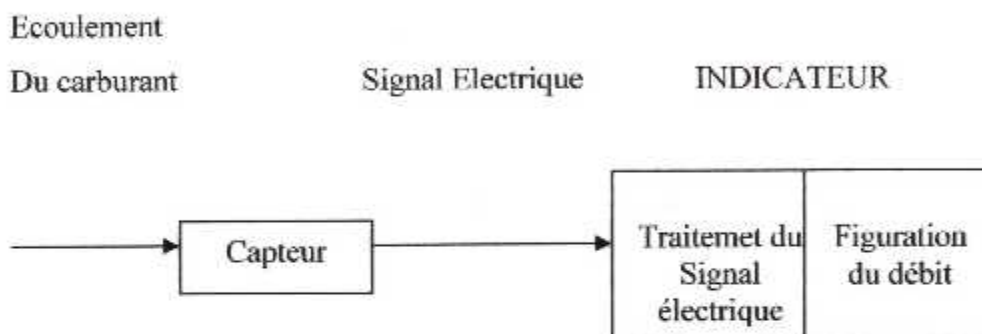 Ecoulement
Du carburant
Signal Electrique
INDICATEUR
Capteur
Traitemet du
Signal
électrique
Figuration
du débit